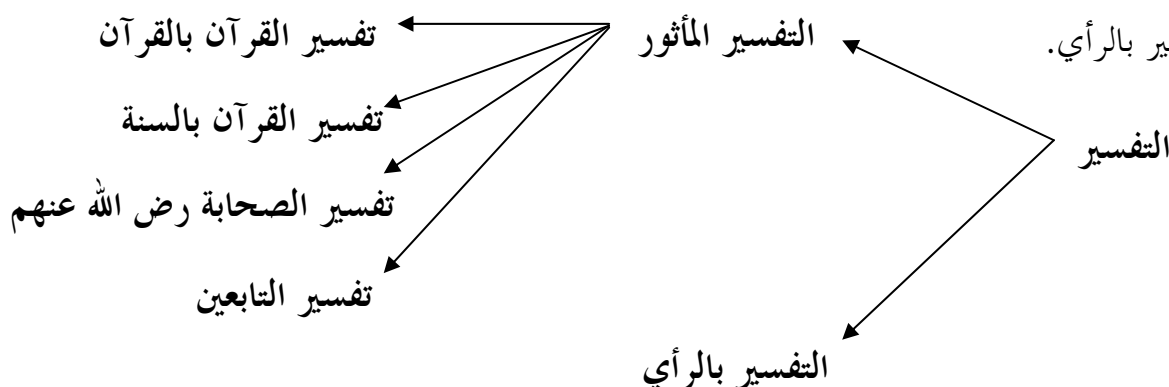 ير بالرأي.
التفسير المأثور
تفسير القرآن بالقرآن
تفسير القرآن بالسنة
التفسير
تفسير الصحابة رض الله عنهم
تفسير التابعين
التفسير بالرأي